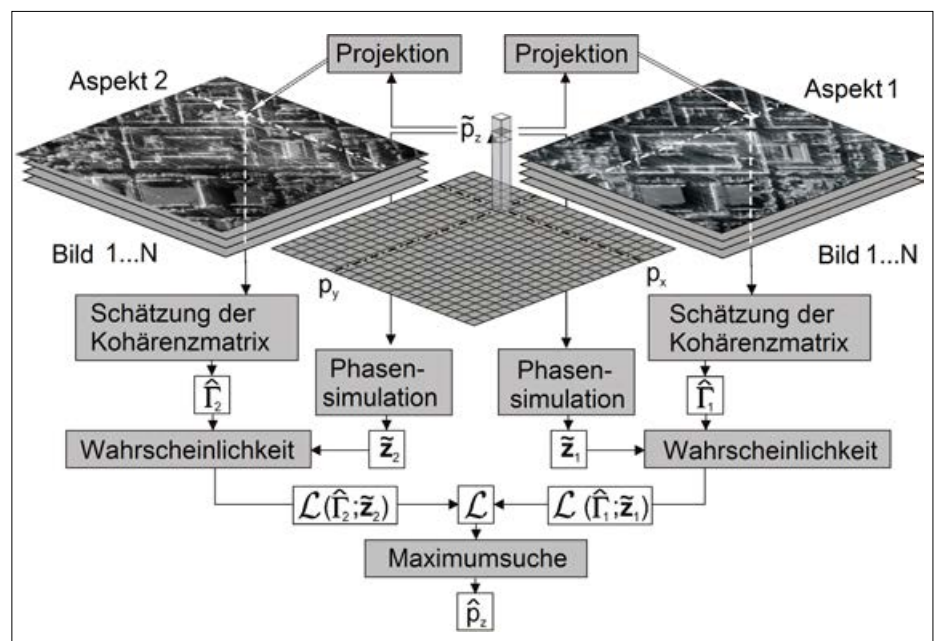 Projektion
Projektion
Aspekt 2
Aspekt 1
p̃z
Bild 1...N
Bild 1...N
py
px
Schätzung der
Kohärenzmatrix
Schätzung der
Kohärenzmatrix
Phasen-
simulation
Phasen-
simulation
Γ̂2
Γ̂1
Wahrscheinlichkeit
z̃2
z̃1
Wahrscheinlichkeit
ℒ(Γ̂2;z̃2)
ℒ
ℒ (Γ̂1;z̃1)
Maximumsuche
p̂z